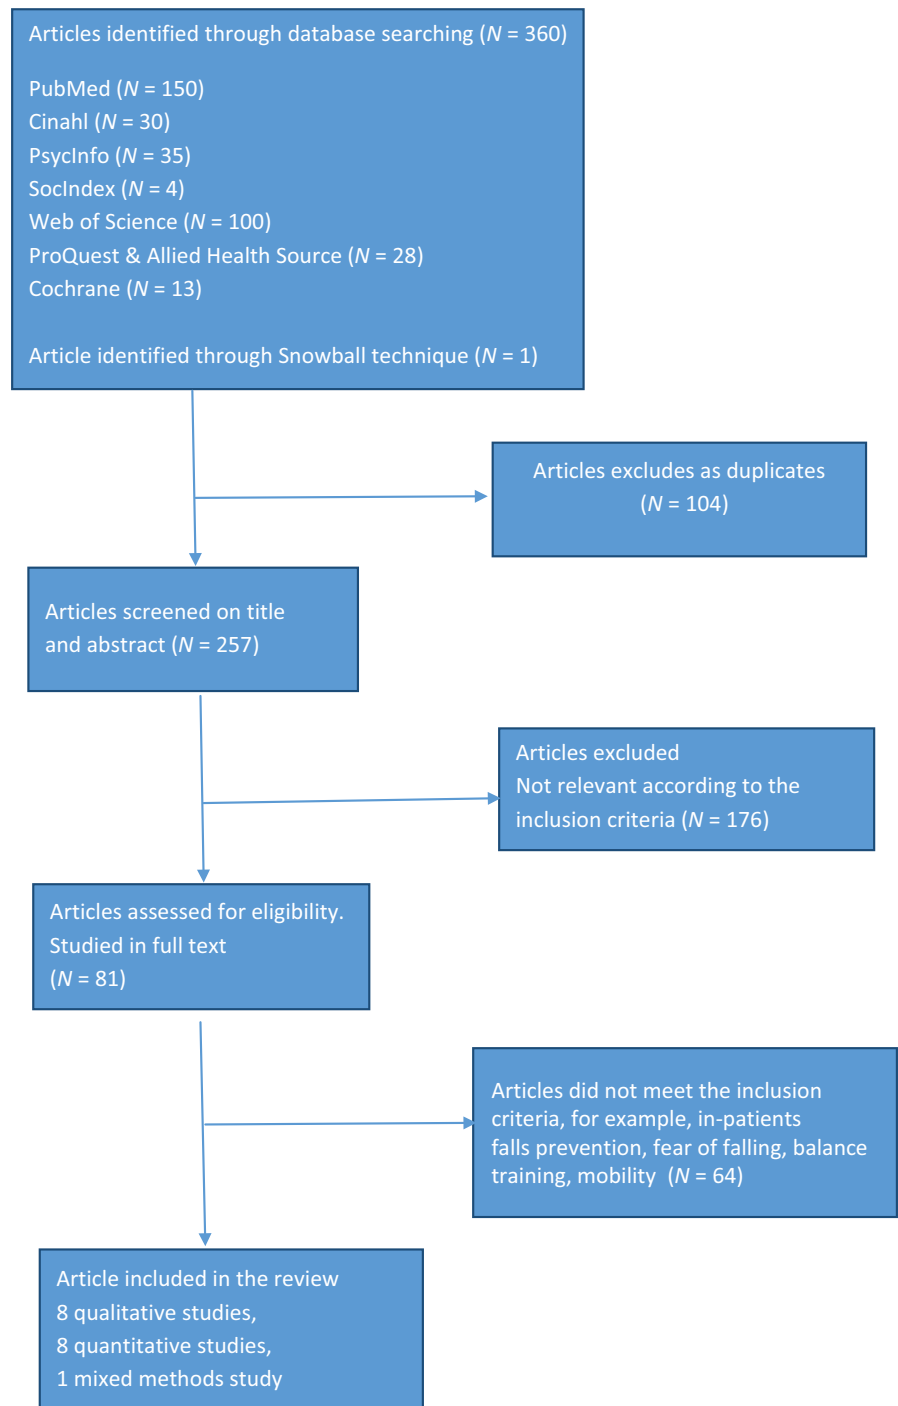 Articles identified through database searching (N = 360)
PubMed (N = 150)
Cinahl (N = 30)
PsycInfo (N = 35)
SocIndex (N = 4)
Web of Science (N = 100)
ProQuest & Allied Health Source (N = 28)
Cochrane (N = 13)
Article identified through Snowball technique (N = 1)
Articles excludes as duplicates
(N = 104)
Articles screened on title
and abstract (N = 257)
Articles excluded
Not relevant according to the
inclusion criteria (N = 176)
Articles assessed for eligibility.
Studied in full text
(N = 81)
Articles did not meet the inclusion
criteria, for example, in-patients
falls prevention, fear of falling, balance
training, mobility (N = 64)
Article included in the review
8 qualitative studies,
8 quantitative studies,
1 mixed methods study